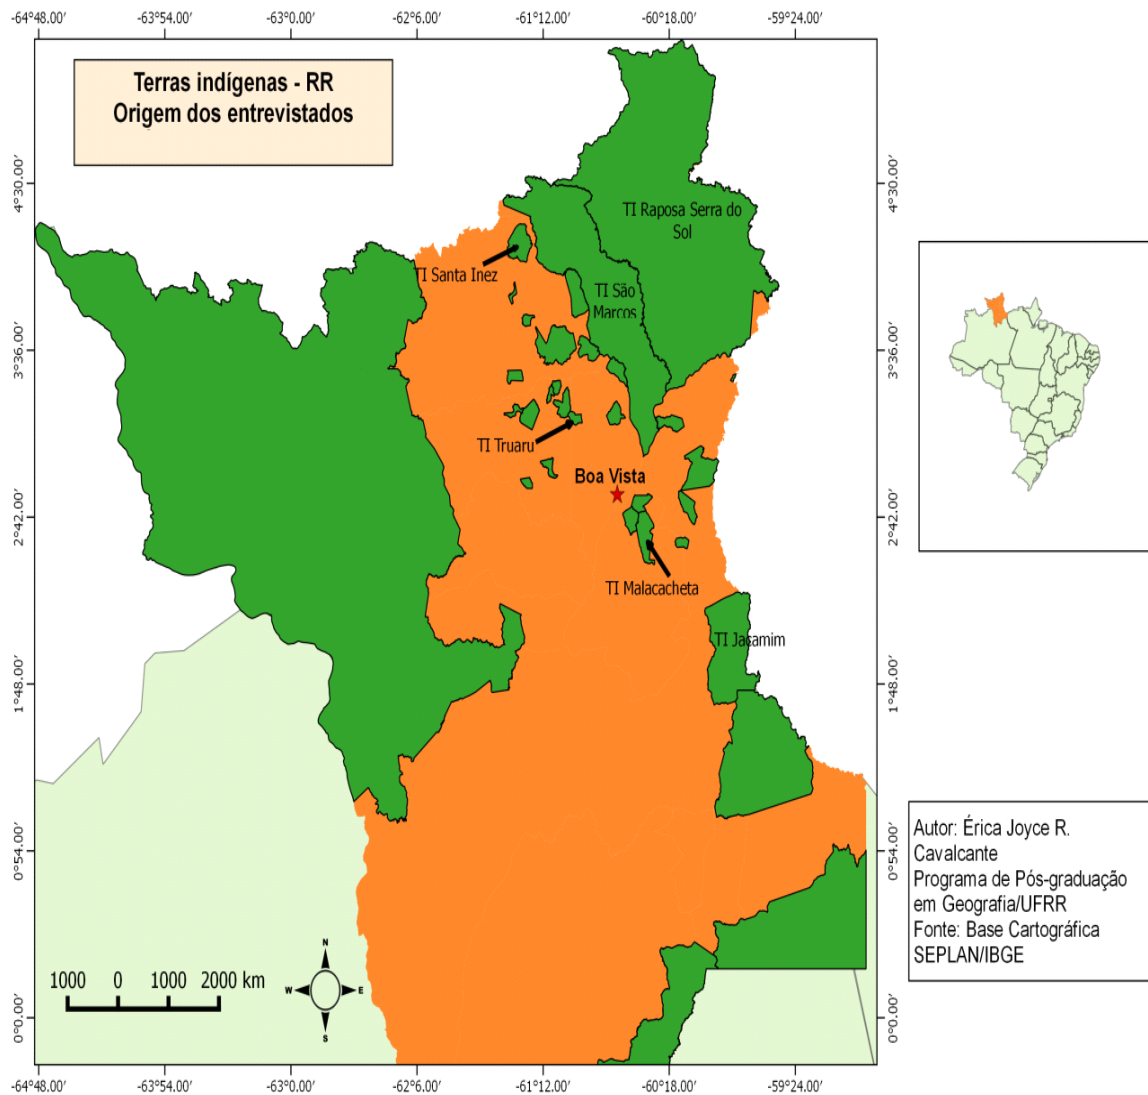 -64°48.00′ -63°54.00′ -63°0.00′ -62°6.00′ -61°12.00′ -60°18.00′ -59°24.00′
Terras indígenas - RR
Origem dos entrevistados
4°30.00′
4°30.00′
TI Raposa Serra do
Sol
TI Santa Inez
TI São
Marcos
3°36.00′
3°36.00′
TI Truaru
Boa Vista
2°42.00′
2°42.00′
TI Malacacheta
TI Jacamim
1°48.00′
1°48.00′
0°54.00′
0°54.00′
Autor: Érica Joyce R.
Cavalcante
Programa de Pós-graduação
em Geografia/UFRR
Fonte: Base Cartográfica
SEPLAN/IBGE
N
W E
S
1000 0 1000 2000 km
0°0.00′
0°0.00′
-64°48.00′ -63°54.00′ -63°0.00′ -62°6.00′ -61°12.00′ -60°18.00′ -59°24.00′